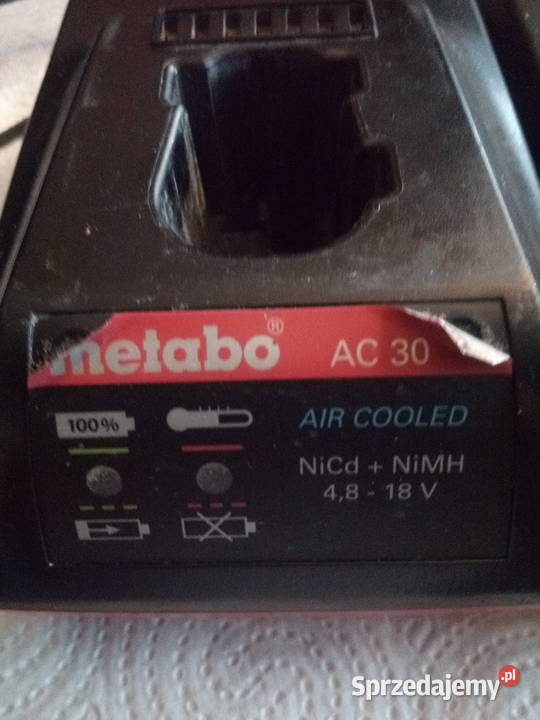 metabo® AC 30
100%
AIR COOLED
NiCd + NiMH
4,8 - 18 V
Sprzedajemy.pl